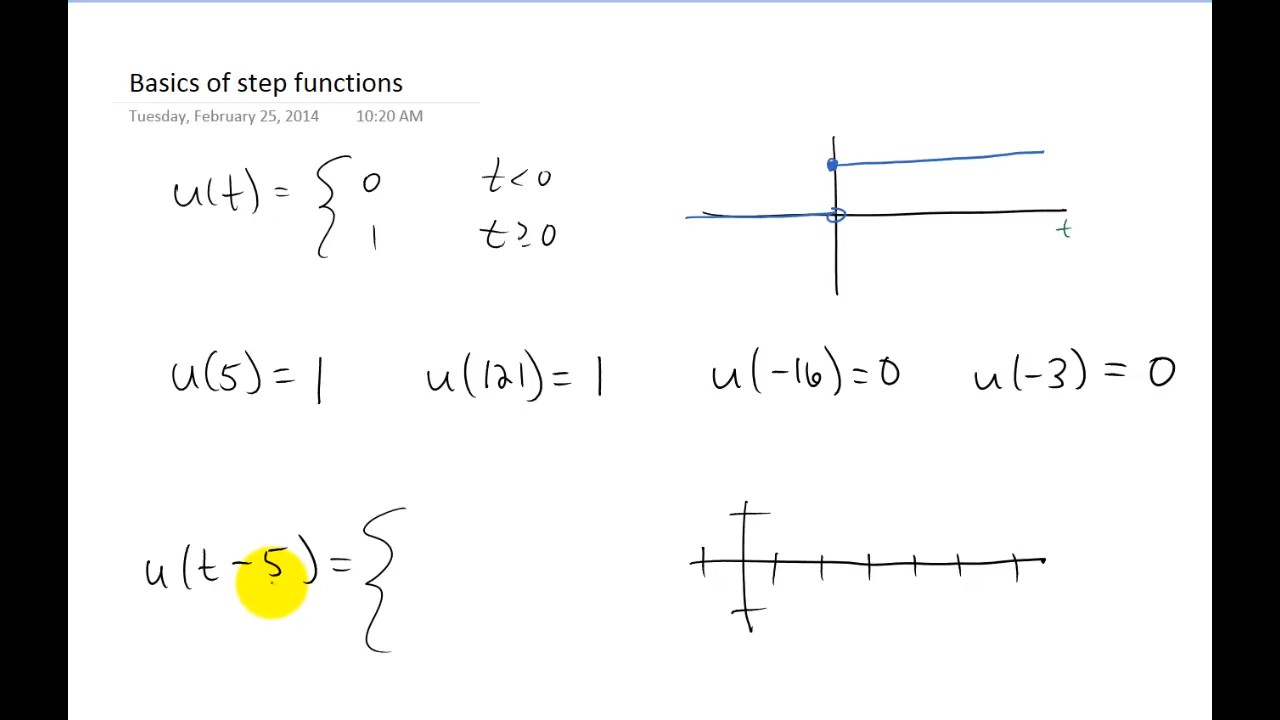 Basics of step functions
Tuesday, February 25, 2014 10:20 AM
u(t) = { 0 t < 0
1 t ≥ 0
t
u(5) = 1 u(121) = 1 u(-16) = 0 u(-3) = 0
u(t - 5) = {